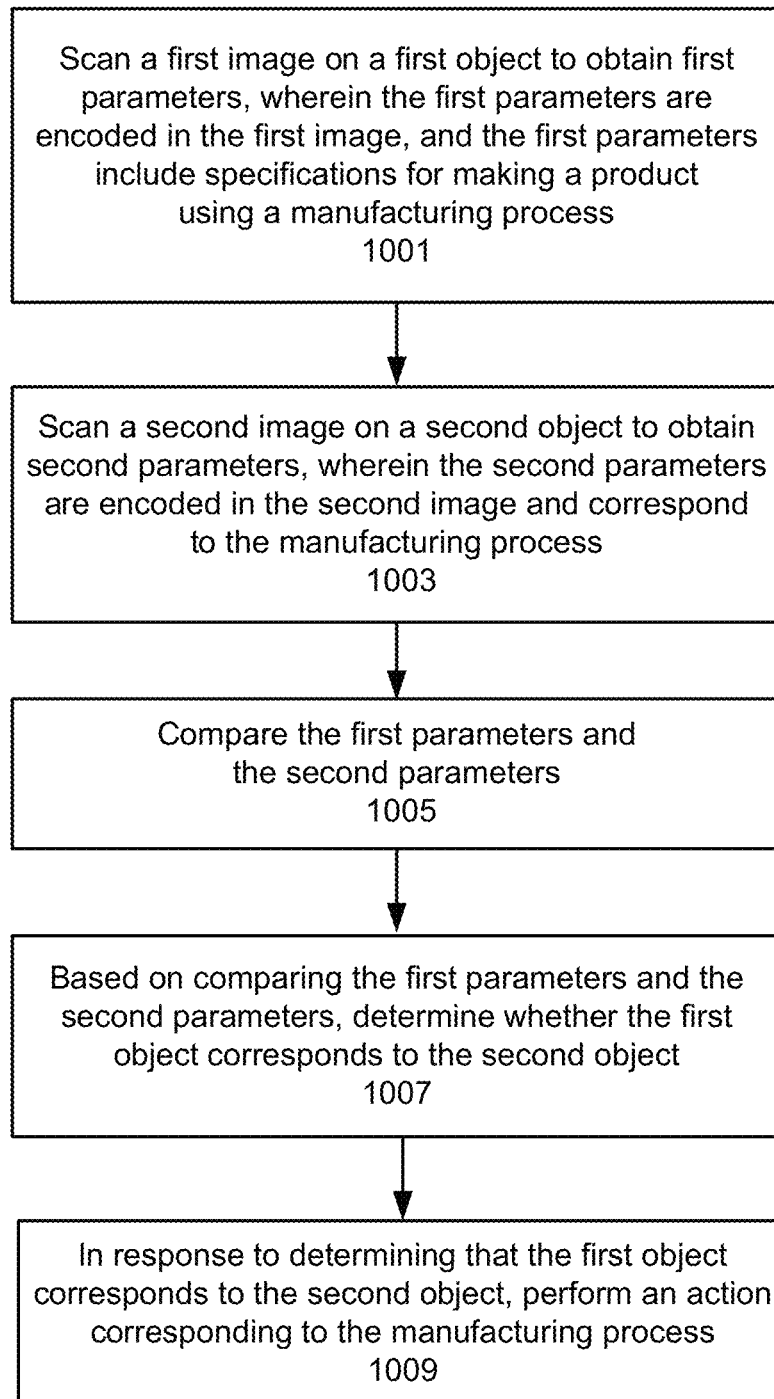 Scan a first image on a first object to obtain first
parameters, wherein the first parameters are
encoded in the first image, and the first parameters
include specifications for making a product
using a manufacturing process
1001
Scan a second image on a second object to obtain
second parameters, wherein the second parameters
are encoded in the second image and correspond
to the manufacturing process
1003
Compare the first parameters and
the second parameters
1005
Based on comparing the first parameters and the
second parameters, determine whether the first
object corresponds to the second object
1007
In response to determining that the first object
corresponds to the second object, perform an action
corresponding to the manufacturing process
1009